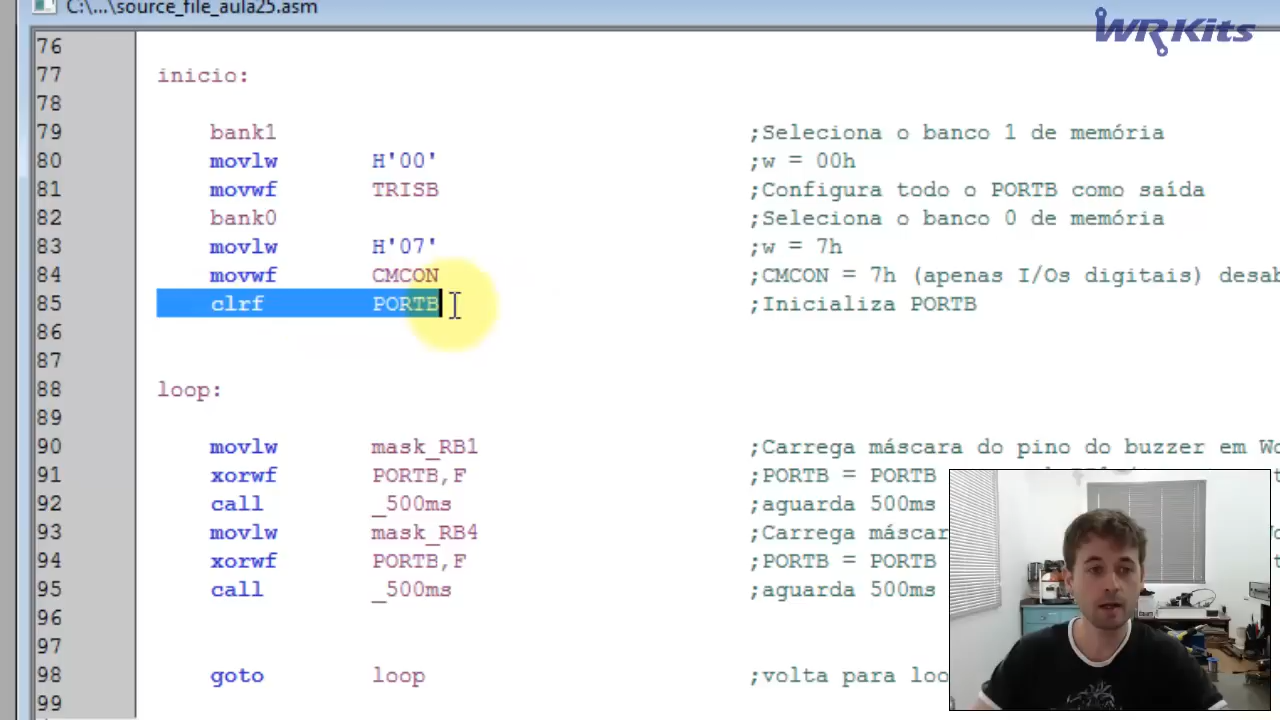 C:\...\source_file_aula25.asm
WR Kits
76
77 inicio:
78
79 bank1 ;Seleciona o banco 1 de memória
80 movlw H'00' ;w = 00h
81 movwf TRISB ;Configura todo o PORTB como saída
82 bank0 ;Seleciona o banco 0 de memória
83 movlw H'07' ;w = 7h
84 movwf CMCON ;CMCON = 7h (apenas I/Os digitais) desab
85 clrf PORTB ;Inicializa PORTB
86
87
88 loop:
89
90 movlw mask_RB1 ;Carrega máscara do pino do buzzer em Wo
91 xorwf PORTB,F ;PORTB = PORTB
92 call _500ms ;aguarda 500ms
93 movlw mask_RB4 ;Carrega máscar
94 xorwf PORTB,F ;PORTB = PORTB
95 call _500ms ;aguarda 500ms
96
97
98 goto loop ;volta para loo
99